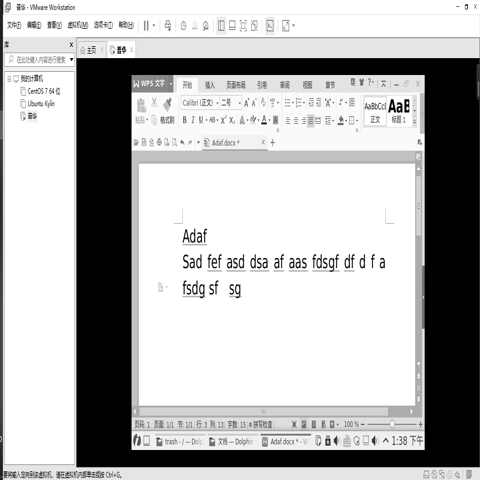 普华 - VMware Workstation
文件(F) 编辑(E) 查看(V) 虚拟机(M) 选项卡(T) 帮助(H)
库
在此处键入内容进行搜索
主页 普华
我的计算机
CentOS 7 64 位
Ubuntu Kylin
普华
WPS 文字 开始 插入 页面布局 引用 审阅 视图 章节
粘贴 格式刷
Calibri (正文) 二号
AaBbCcI 正文
AaB 标题 1
Adaf.docx *
Adaf
Sad fef asd dsa af aas fdsgf df d f a
fsdg sf sg
页码: 1 页面: 1/1 节: 1/1 行: 3 列: 13 字数: 15 拼写检查 100 %
trash - / — Dol 文档 — Dolphin Adaf.docx * - W 1:38 下午
要将输入定向到该虚拟机，请在虚拟机内部单击或按 Ctrl+G。